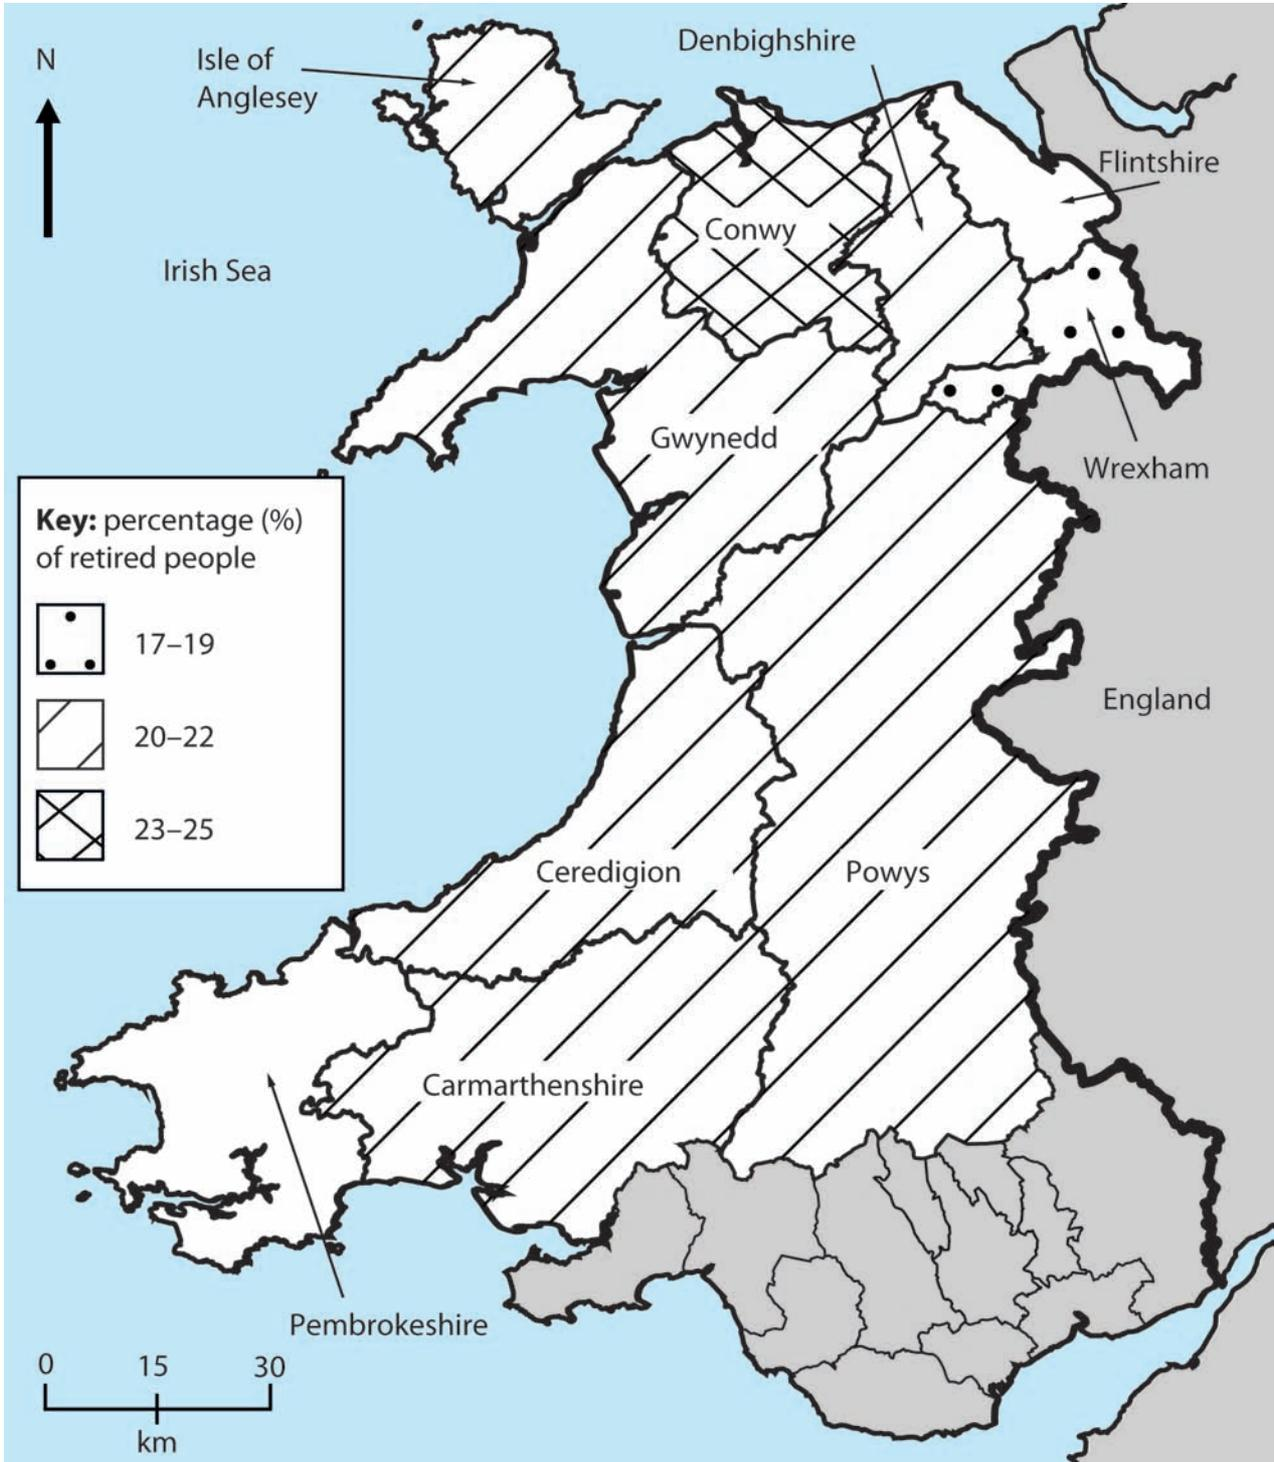 N
Isle of
Anglesey
Denbighshire
Flintshire
Conwy
Irish Sea
Gwynedd
Wrexham
Key: percentage (%)
of retired people
17–19
20–22
23–25
England
Ceredigion
Powys
Carmarthenshire
Pembrokeshire
0 15 30
km